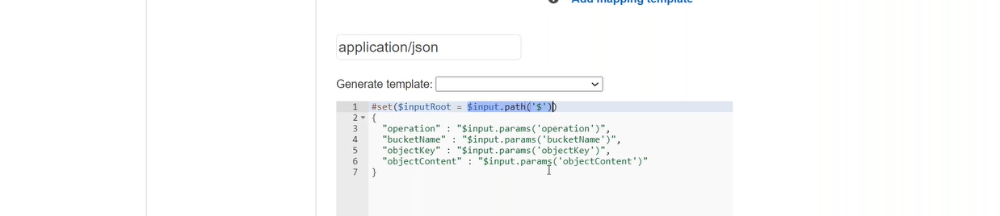 Add mapping template
application/json
Generate template:
1 #set($inputRoot = $input.path('$'))
2 {
3 "operation" : "$input.params('operation')",
4 "bucketName" : "$input.params('bucketName')",
5 "objectKey" : "$input.params('objectKey')",
6 "objectContent" : "$input.params('objectContent')"
7 }